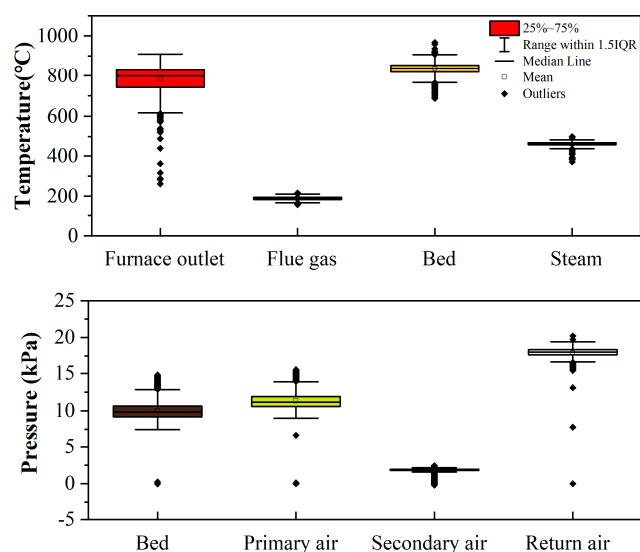 25%~75%
Range within 1.5IQR
Median Line
Mean
Outliers
Temperature(℃)
1000
800
600
400
200
0
Furnace outlet Flue gas Bed Steam
Pressure (kPa)
25
20
15
10
5
0
-5
Bed Primary air Secondary air Return air